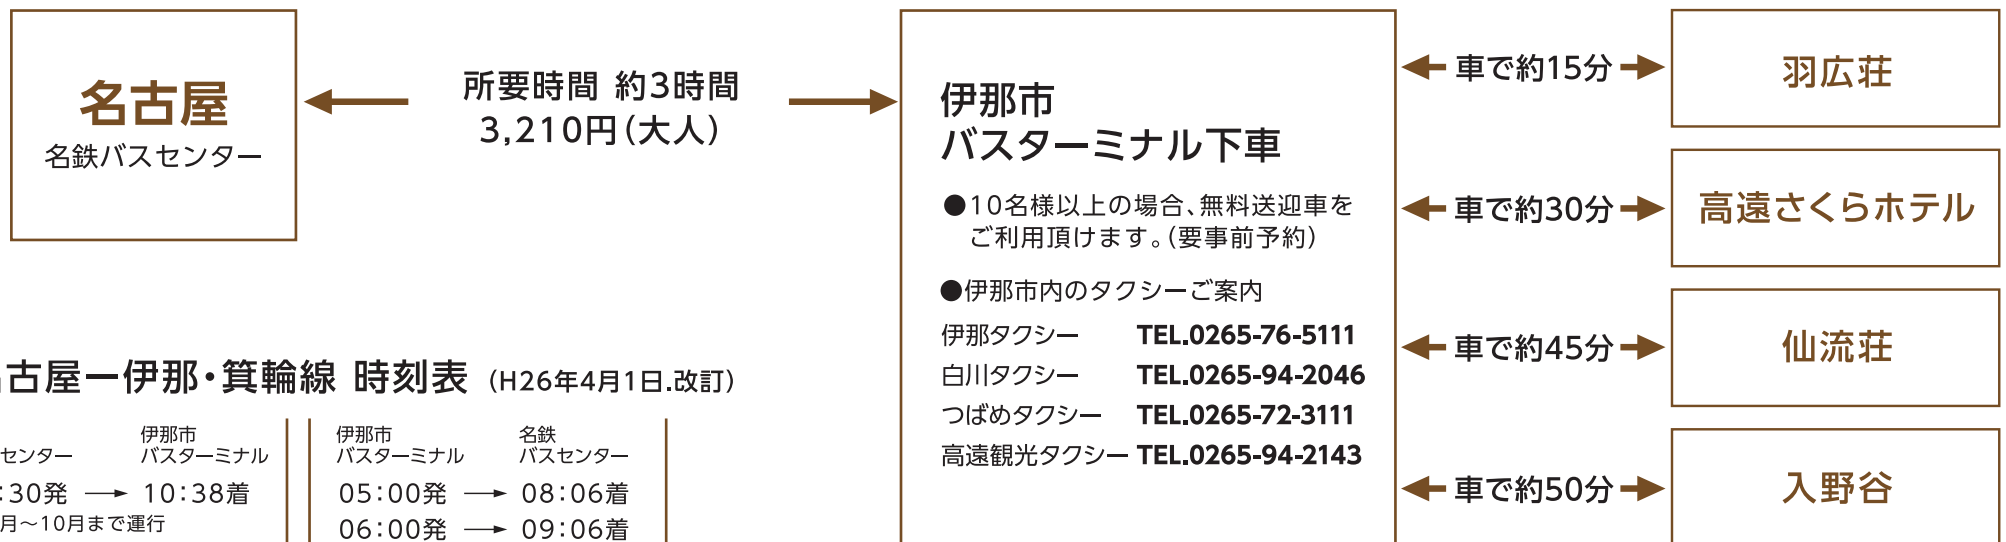 名古屋
名鉄バスセンター
所要時間 約3時間
3,210円(大人)
伊那市
バスターミナル下車
●10名様以上の場合、無料送迎車を
ご利用頂けます。(要事前予約)
●伊那市内のタクシーご案内
伊那タクシー TEL.0265-76-5111
白川タクシー TEL.0265-94-2046
つばめタクシー TEL.0265-72-3111
高遠観光タクシー TEL.0265-94-2143
車で約15分
羽広荘
車で約30分
高遠さくらホテル
車で約45分
仙流荘
車で約50分
入野谷
古屋ー伊那・箕輪線 時刻表 (H26年4月1日.改訂)
センター
伊那市
バスターミナル
:30発 → 10:38着
月～10月まで運行
伊那市
バスターミナル
名鉄
バスセンター
05:00発 → 08:06着
06:00発 → 09:06着